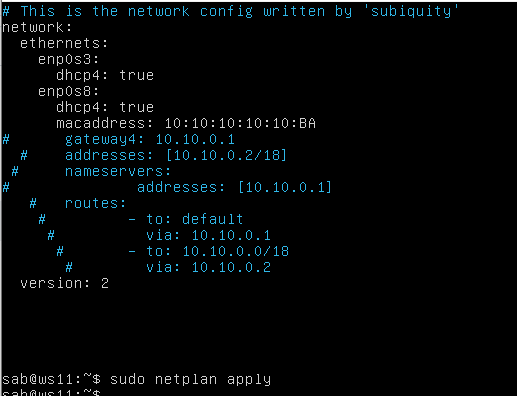 # This is the network config written by 'subiquity'
network:
  ethernets:
    enp0s3:
      dhcp4: true
    enp0s8:
      dhcp4: true
      macaddress: 10:10:10:10:10:BA
#      gateway4: 10.10.0.1
  #    addresses: [10.10.0.2/18]
 #     nameservers:
#              addresses: [10.10.0.1]
   #   routes:
    #         - to: default
     #          via: 10.10.0.1
      #       - to: 10.10.0.0/18
       #        via: 10.10.0.2
  version: 2
sab@ws11:~$ sudo netplan apply
sab@ws11:~$